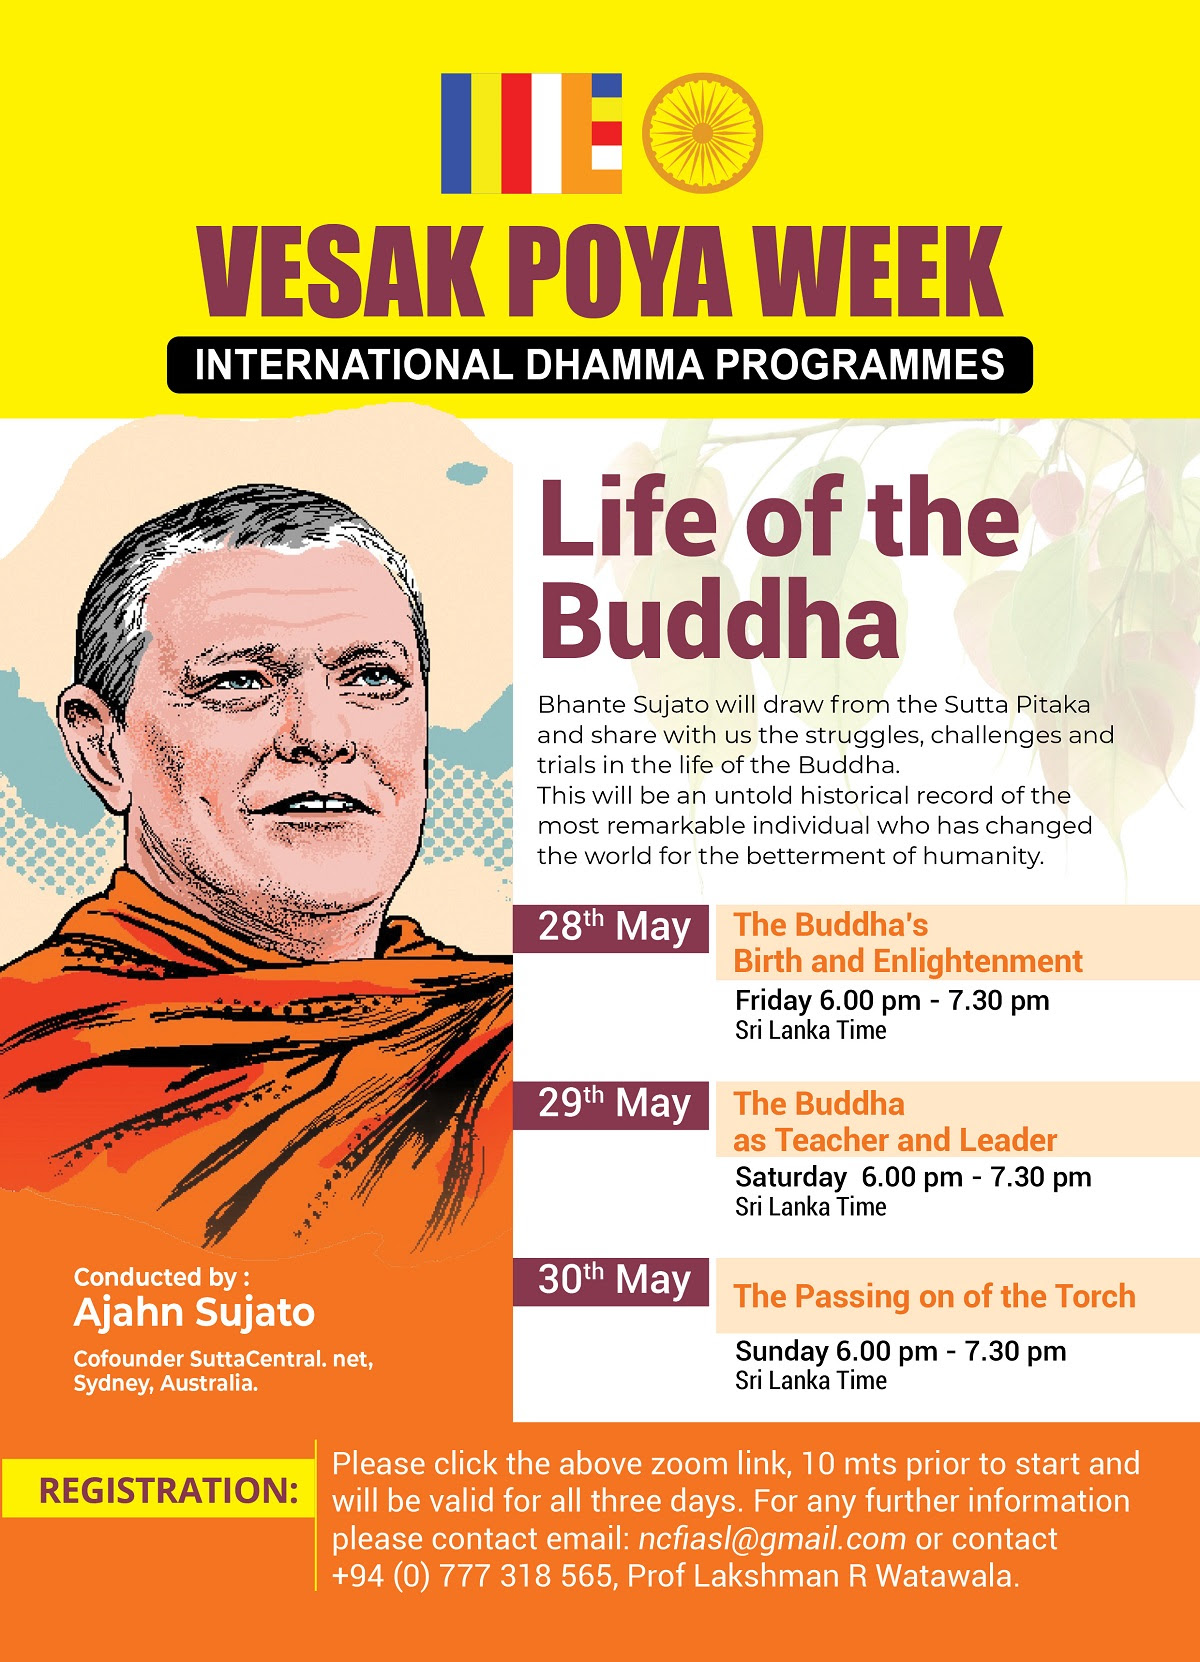 VESAK POYA WEEK
INTERNATIONAL DHAMMA PROGRAMMES
Life of the
Buddha
Bhante Sujato will draw from the Sutta Pitaka
and share with us the struggles, challenges and
trials in the life of the Buddha.
This will be an untold historical record of the
most remarkable individual who has changed
the world for the betterment of humanity.
28th May
The Buddha's
Birth and Enlightenment
Friday 6.00 pm - 7.30 pm
Sri Lanka Time
29th May
The Buddha
as Teacher and Leader
Saturday 6.00 pm - 7.30 pm
Sri Lanka Time
30th May
The Passing on of the Torch
Sunday 6.00 pm - 7.30 pm
Sri Lanka Time
Conducted by :
Ajahn Sujato
Cofounder SuttaCentral. net,
Sydney, Australia.
REGISTRATION:
Please click the above zoom link, 10 mts prior to start and
will be valid for all three days. For any further information
please contact email: ncfiasl@gmail.com or contact
+94 (0) 777 318 565, Prof Lakshman R Watawala.